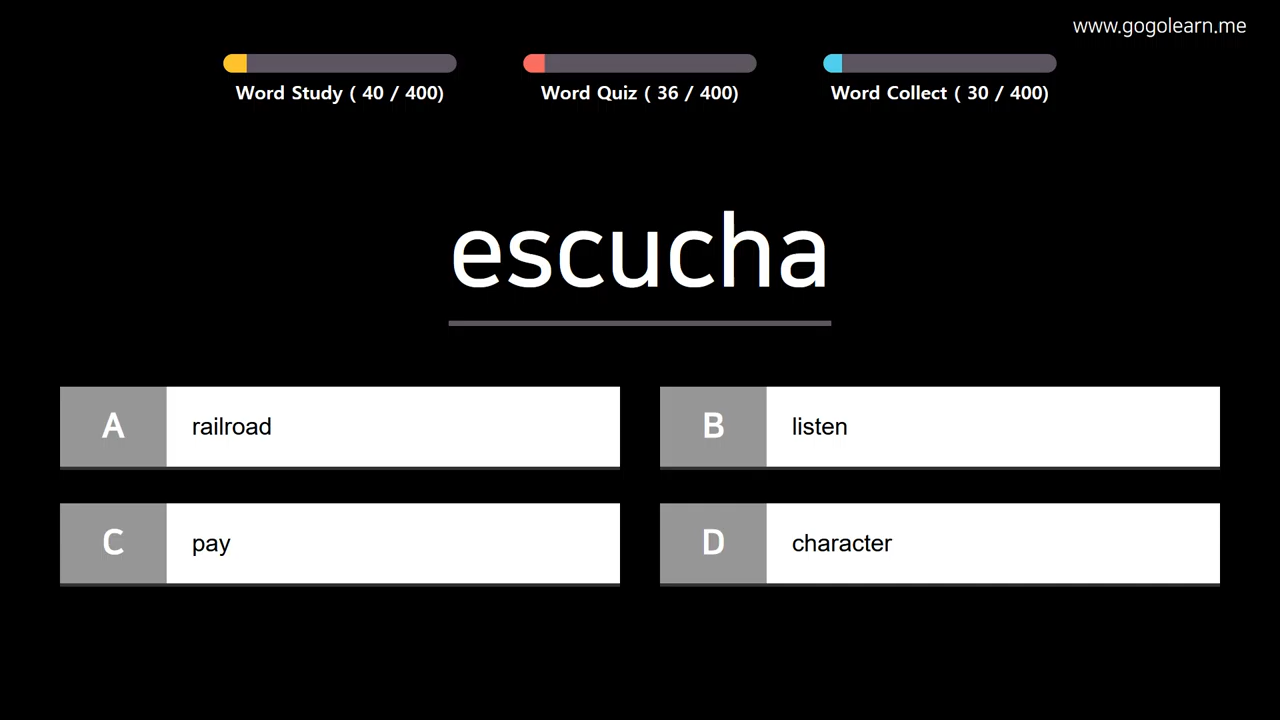 www.gogolearn.me
Word Study ( 40 / 400)
Word Quiz ( 36 / 400)
Word Collect ( 30 / 400)
escucha
A railroad
B listen
C pay
D character